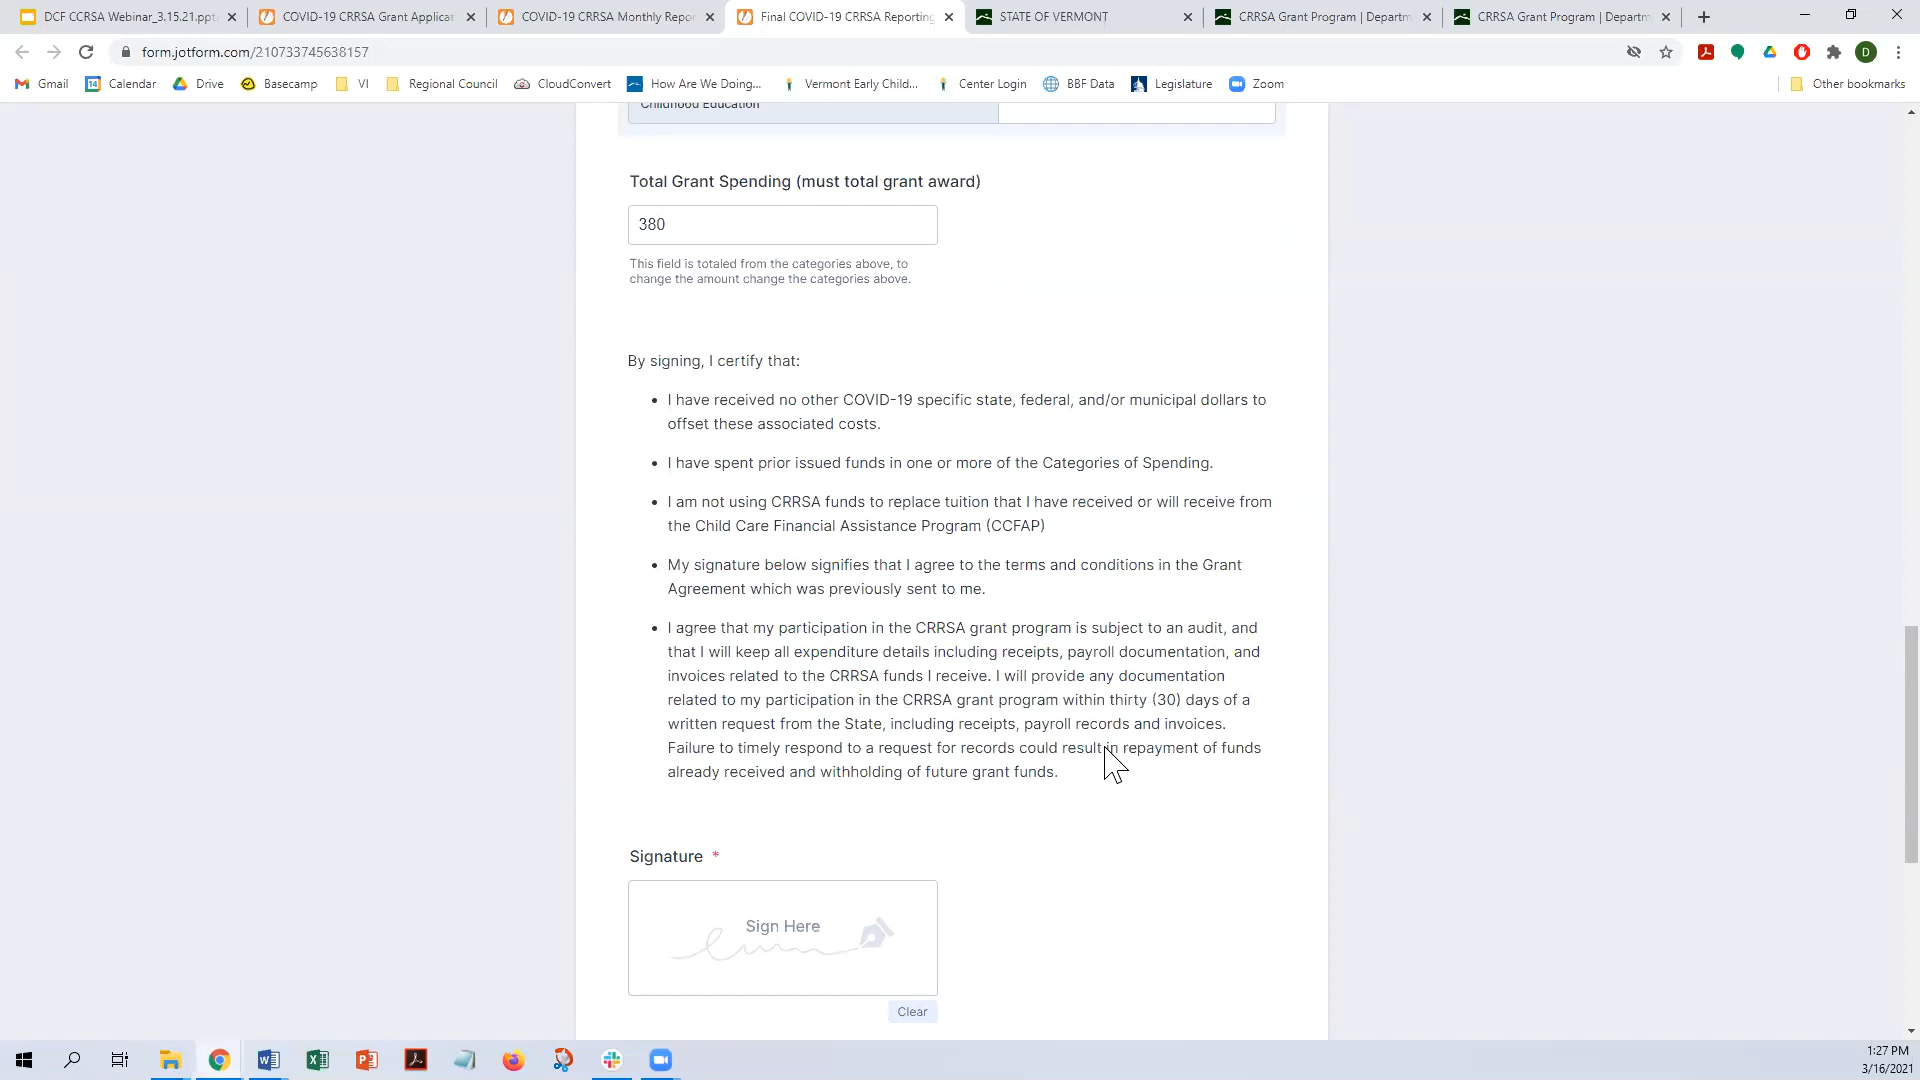 DCF CCRSA Webinar_3.15.21.ppt
COVID-19 CRRSA Grant Applicat
COVID-19 CRRSA Monthly Repo
Final COVID-19 CRRSA Reporting
STATE OF VERMONT
CRRSA Grant Program | Departm
CRRSA Grant Program | Departm
form.jotform.com/210733745638157
D
Gmail
14
Calendar
Drive
Basecamp
VI
Regional Council
CloudConvert
How Are We Doing...
Vermont Early Child...
Center Login
BBF Data
Legislature
Zoom
Other bookmarks
Childhood Education
Total Grant Spending (must total grant award)
380
This field is totaled from the categories above, to
change the amount change the categories above.
By signing, I certify that:
• I have received no other COVID-19 specific state, federal, and/or municipal dollars to
offset these associated costs.
• I have spent prior issued funds in one or more of the Categories of Spending.
• I am not using CRRSA funds to replace tuition that I have received or will receive from
the Child Care Financial Assistance Program (CCFAP)
• My signature below signifies that I agree to the terms and conditions in the Grant
Agreement which was previously sent to me.
• I agree that my participation in the CRRSA grant program is subject to an audit, and
that I will keep all expenditure details including receipts, payroll documentation, and
invoices related to the CRRSA funds I receive. I will provide any documentation
related to my participation in the CRRSA grant program within thirty (30) days of a
written request from the State, including receipts, payroll records and invoices.
Failure to timely respond to a request for records could result in repayment of funds
already received and withholding of future grant funds.
Signature *
Sign Here
Clear
1:27 PM
3/16/2021